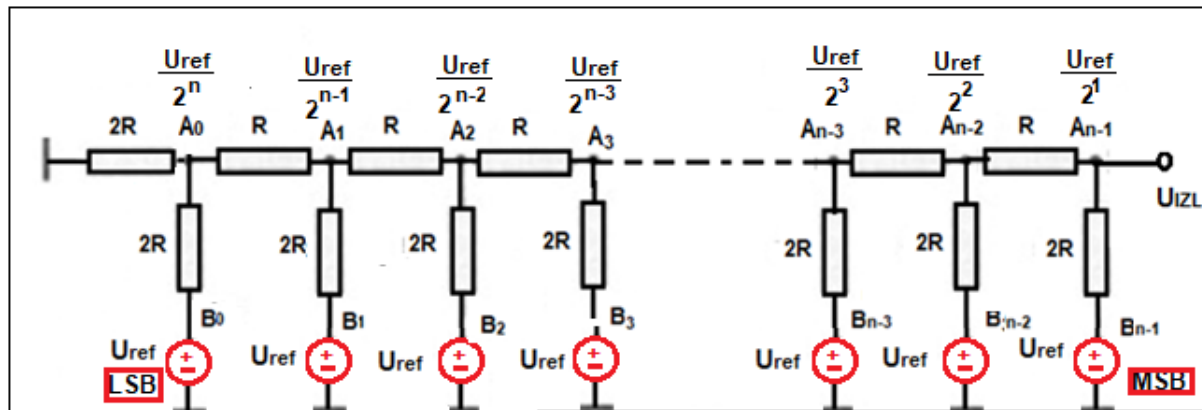 Uref/2ⁿ Uref/2ⁿ⁻¹ Uref/2ⁿ⁻² Uref/2ⁿ⁻³ Uref/2³ Uref/2² Uref/2¹
2R A0 R A1 R A2 R A3 An-3 R An-2 R An-1
UIZL
2R 2R 2R 2R 2R 2R 2R
B0 B1 B2 B3 Bn-3 B;n-2 Bn-1
Uref Uref Uref Uref Uref Uref Uref
LSB MSB